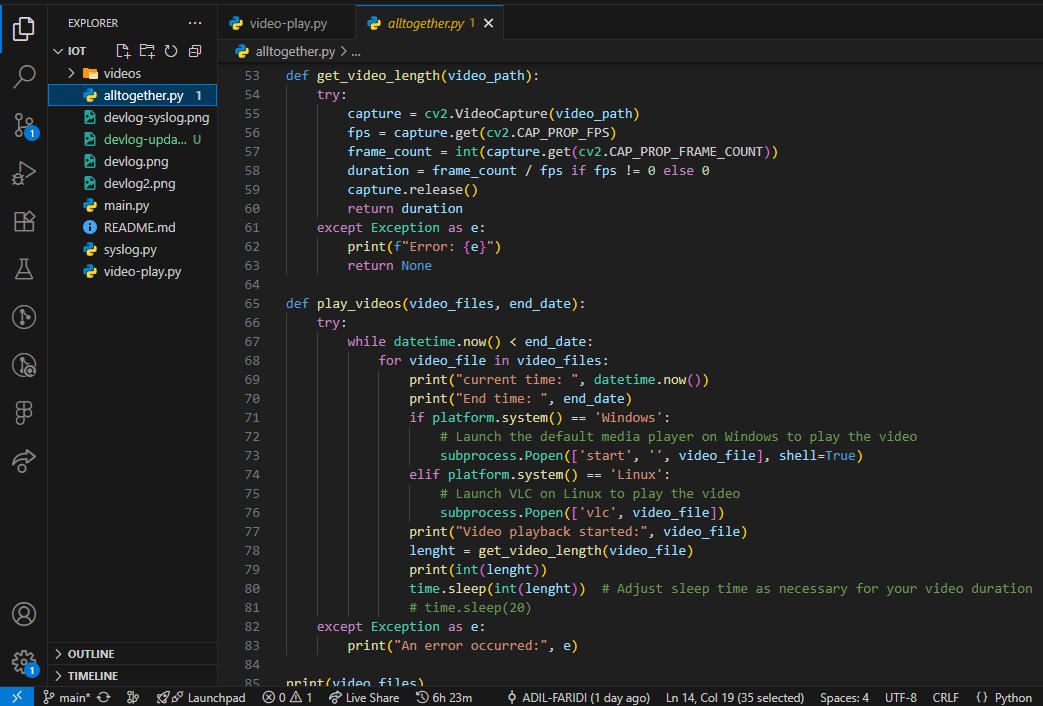 EXPLORER ...
IOT
videos
alltogether.py 1
devlog-syslog.png
devlog-upda... U
devlog.png
devlog2.png
main.py
README.md
syslog.py
video-play.py
OUTLINE
TIMELINE
video-play.py
alltogether.py 1
alltogether.py > ...
53 def get_video_length(video_path):
54 try:
55 capture = cv2.VideoCapture(video_path)
56 fps = capture.get(cv2.CAP_PROP_FPS)
57 frame_count = int(capture.get(cv2.CAP_PROP_FRAME_COUNT))
58 duration = frame_count / fps if fps != 0 else 0
59 capture.release()
60 return duration
61 except Exception as e:
62 print(f"Error: {e}")
63 return None
64
65 def play_videos(video_files, end_date):
66 try:
67 while datetime.now() < end_date:
68 for video_file in video_files:
69 print("current time: ", datetime.now())
70 print("End time: ", end_date)
71 if platform.system() == 'Windows':
72 # Launch the default media player on Windows to play the video
73 subprocess.Popen(['start', '', video_file], shell=True)
74 elif platform.system() == 'Linux':
75 # Launch VLC on Linux to play the video
76 subprocess.Popen(['vlc', video_file])
77 print("Video playback started:", video_file)
78 lenght = get_video_length(video_file)
79 print(int(lenght))
80 time.sleep(int(lenght)) # Adjust sleep time as necessary for your video duration
81 # time.sleep(20)
82 except Exception as e:
83 print("An error occurred:", e)
84
85 print(video_files)
1
1
main* Launchpad 0 1 Live Share 6h 23m ADIL-FARIDI (1 day ago) Ln 14, Col 19 (35 selected) Spaces: 4 UTF-8 CRLF {} Python